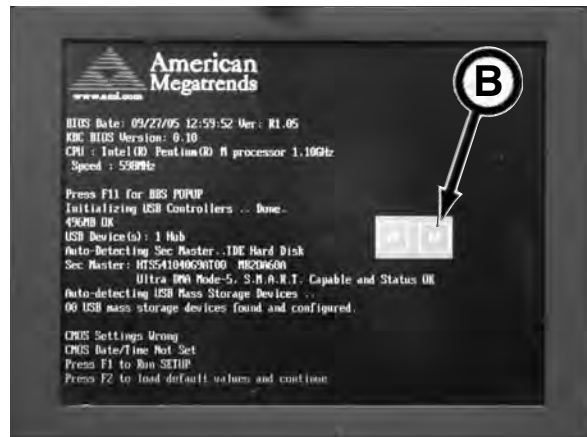 American
Megatrends
www.ami.com
B
BIOS Date: 09/27/05 12:59:52 Ver: R1.05
KBC BIOS Version: 0.10
CPU : Intel(R) Pentium(R) M processor 1.10GHz
Speed : 598MHz
Press F11 for BBS POPUP
Initializing USB Controllers .. Done.
496MB OK
USB Device(s): 1 Hub
Auto-Detecting Sec Master..IDE Hard Disk
Sec Master: HTS541040G9AT00 MB2OA60A
Ultra DMA Mode-5, S.M.A.R.T. Capable and Status OK
Auto-detecting USB Mass Storage Devices ..
00 USB mass storage devices found and configured.
CMOS Settings Wrong
CMOS Date/Time Not Set
Press F1 to Run SETUP
Press F2 to load default values and continue